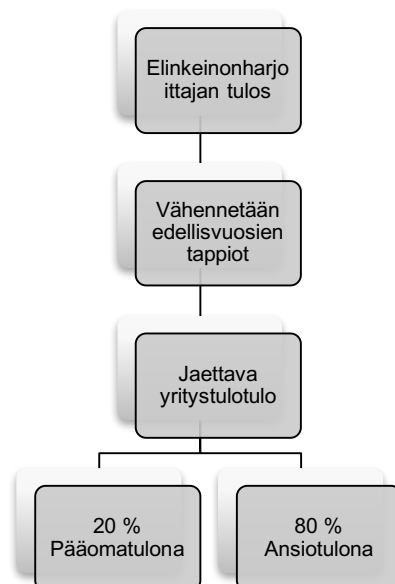 Elinkeinonharjo
ittajan tulos
Vähennetään
edellisvuosien
tappiot
Jaettava
yritystulotulo
20 %
Pääomatulona
80 %
Ansiotulona